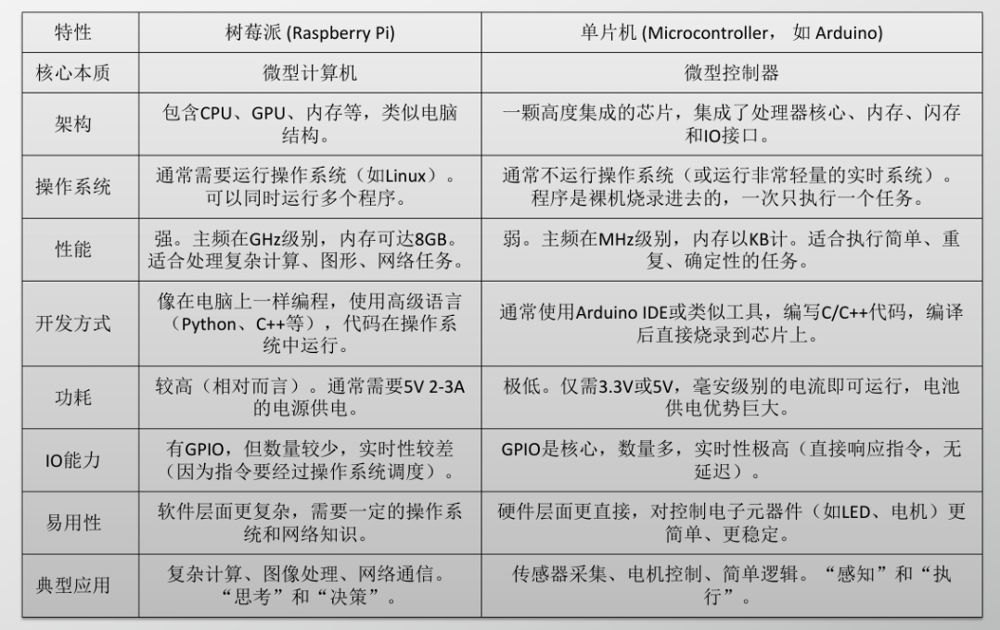 特性
树莓派 (Raspberry Pi)
单片机 (Microcontroller， 如 Arduino)
核心本质
微型计算机
微型控制器
架构
包含CPU、GPU、内存等，类似电脑
结构。
一颗高度集成的芯片，集成了处理器核心、内存、闪存
和IO接口。
操作系统
通常需要运行操作系统（如Linux）。
可以同时运行多个程序。
通常不运行操作系统（或运行非常轻量的实时系统）。
程序是裸机烧录进去的，一次只执行一个任务。
性能
强。主频在GHz级别，内存可达8GB。
适合处理复杂计算、图形、网络任务。
弱。主频在MHz级别，内存以KB计。适合执行简单、重
复、确定性的任务。
开发方式
像在电脑上一样编程，使用高级语言
（Python、C++等），代码在操作系
统中运行。
通常使用Arduino IDE或类似工具，编写C/C++代码，编译
后直接烧录到芯片上。
功耗
较高（相对而言）。通常需要5V 2-3A
的电源供电。
极低。仅需3.3V或5V，毫安级别的电流即可运行，电池
供电优势巨大。
IO能力
有GPIO，但数量较少，实时性较差
（因为指令要经过操作系统调度）。
GPIO是核心，数量多，实时性极高（直接响应指令，无
延迟）。
易用性
软件层面更复杂，需要一定的操作系
统和网络知识。
硬件层面更直接，对控制电子元器件（如LED、电机）更
简单、更稳定。
典型应用
复杂计算、图像处理、网络通信。
“思考”和“决策”。
传感器采集、电机控制、简单逻辑。“感知”和“执
行”。